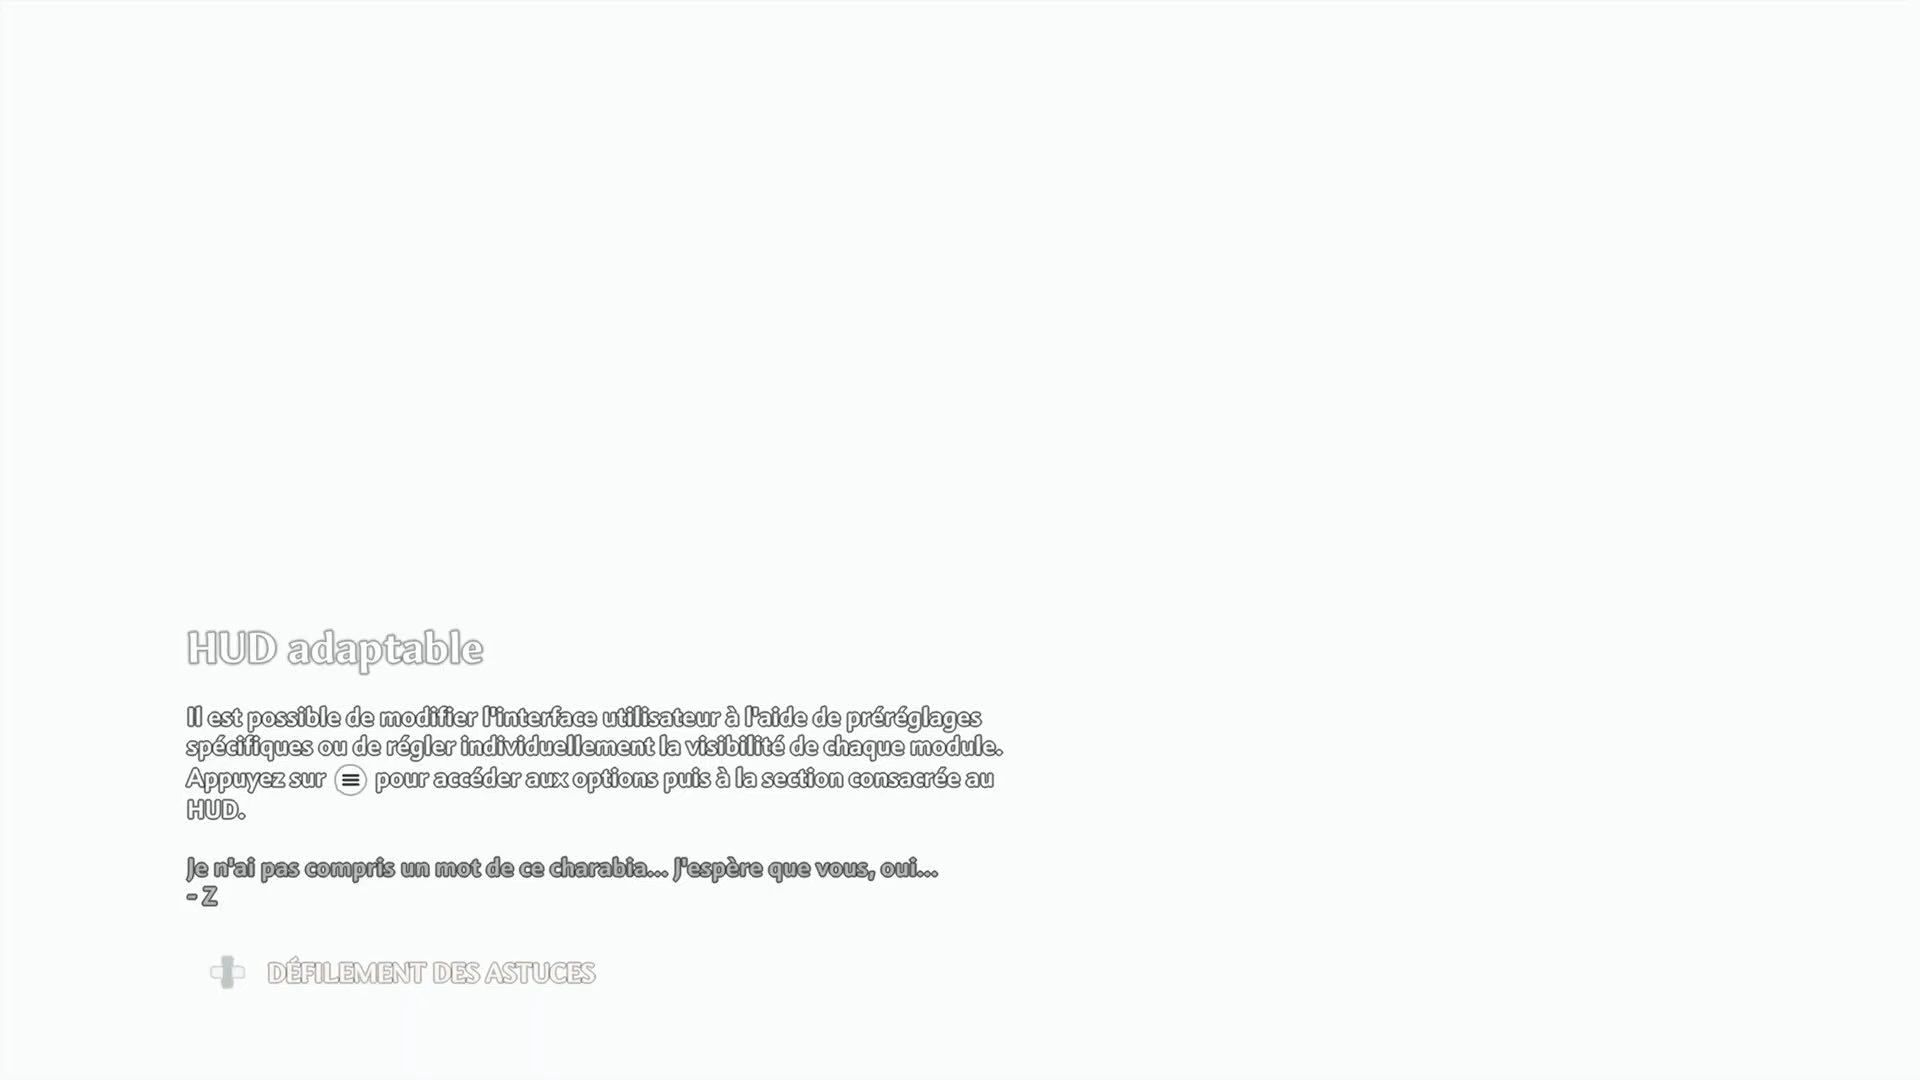 HUD adaptable
Il est possible de modifier l'interface utilisateur à l'aide de préréglages
spécifiques ou de régler individuellement la visibilité de chaque module.
Appuyez sur pour accéder aux options puis à la section consacrée au
HUD.
Je n'ai pas compris un mot de ce charabia... J'espère que vous, oui...
- Z
DÉFILEMENT DES ASTUCES